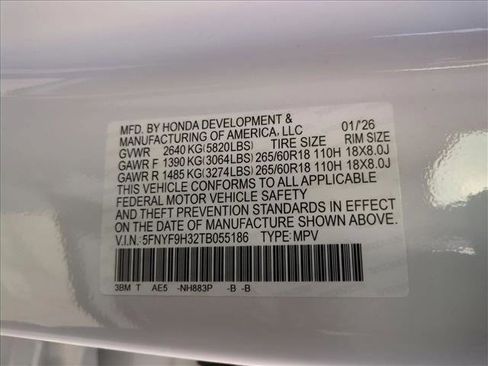 MFD. BY HONDA DEVELOPMENT &
MANUFACTURING OF AMERICA, LLC 01/'26
GVWR 2640 KG(5820LBS) TIRE SIZE RIM SIZE
GAWR F 1390 KG(3064LBS) 265/60R18 110H 18X8.0J
GAWR R 1485 KG(3274LBS) 265/60R18 110H 18X8.0J
THIS VEHICLE CONFORMS TO ALL APPLICABLE
FEDERAL MOTOR VEHICLE SAFETY
AND THEFT PREVENTION STANDARDS IN EFFECT
ON THE DATE OF MANUFACTURE SHOWN ABOVE.
V.I.N.: 5FNYF9H32TB055186 TYPE: MPV
3BM T AE5 -NH883P -B -B